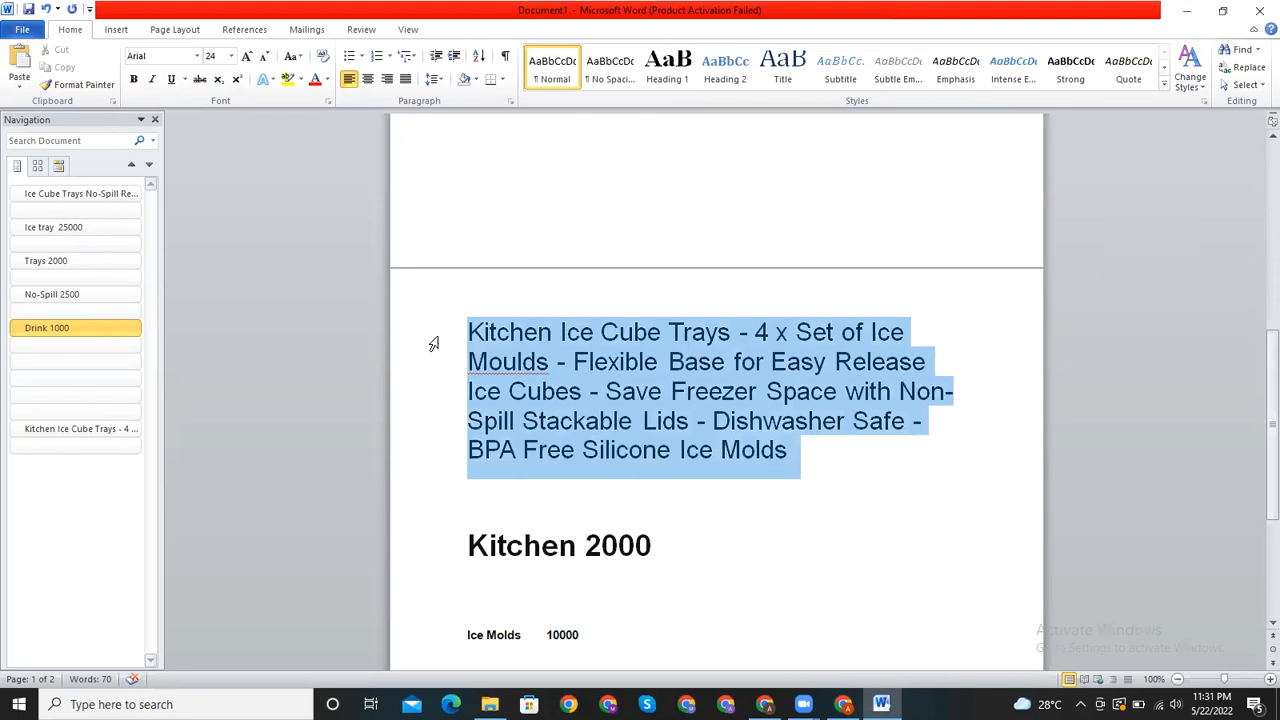 Document1 - Microsoft Word (Product Activation Failed)
File
Home
Insert
Page Layout
References
Mailings
Review
View
Paste
Cut
Copy
Format Painter
Clipboard
Arial
24
Font
Paragraph
AaBbCcDc
¶ Normal
AaBbCcDc
¶ No Spaci...
AaB
Heading 1
AaBbCc
Heading 2
AaB
Title
AaBbCc.
Subtitle
AaBbCcDc
Subtle Em...
AaBbCcDc
Emphasis
AaBbCcDc
Intense E...
AaBbCcDc
Strong
AaBbCcDc
Quote
Styles
Change
Styles
Find
Replace
Select
Editing
Navigation
Search Document
Ice Cube Trays No-Spill Re...
Ice tray 25000
Trays 2000
No-Spill 2500
Drink 1000
Kitchen Ice Cube Trays - 4 ...
Kitchen Ice Cube Trays - 4 x Set of Ice
Moulds - Flexible Base for Easy Release
Ice Cubes - Save Freezer Space with Non-
Spill Stackable Lids - Dishwasher Safe -
BPA Free Silicone Ice Molds
Kitchen 2000
Ice Molds 10000
Activate Windows
Go to Settings to activate Windows.
Page: 1 of 2
Words: 70
100%
Type here to search
28°C
11:31 PM
5/22/2022